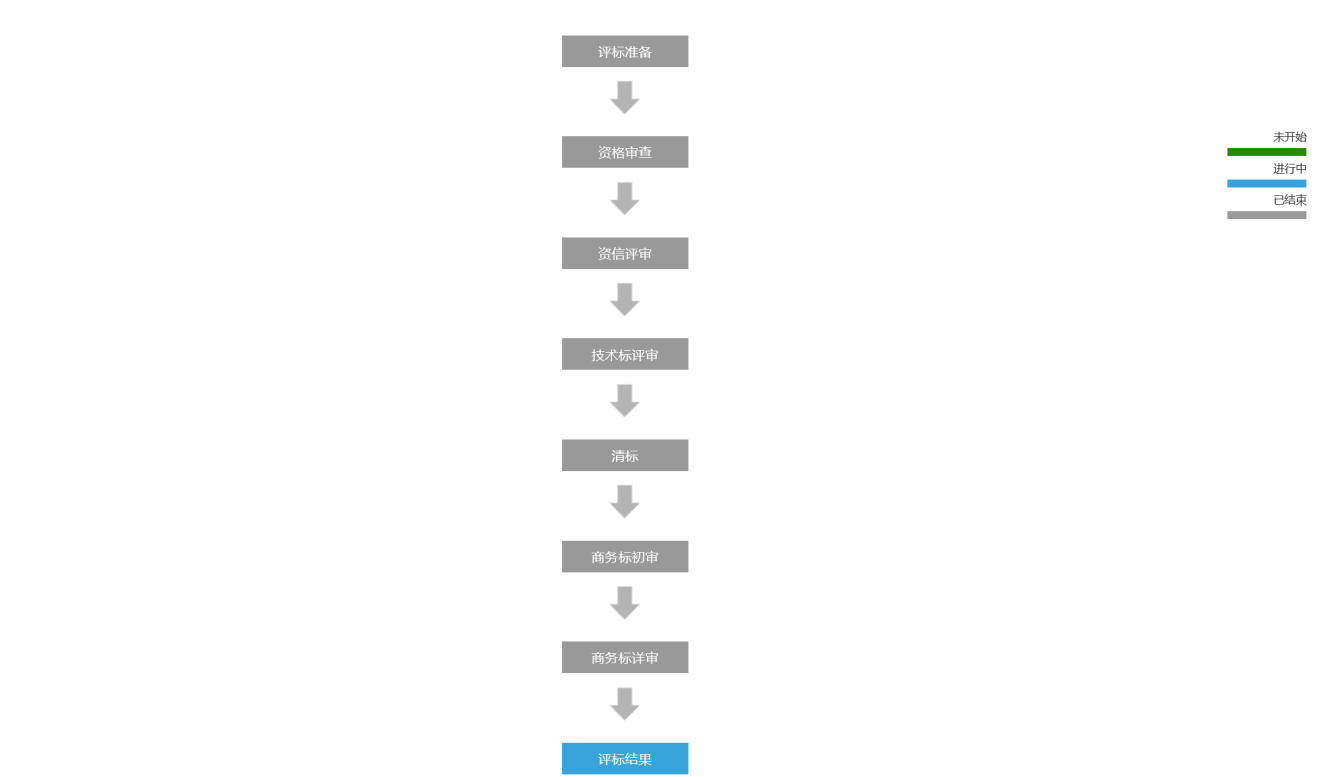 评标准备
资格审查
资信评审
技术标评审
清标
商务标初审
商务标详审
评标结果
未开始
进行中
已结束